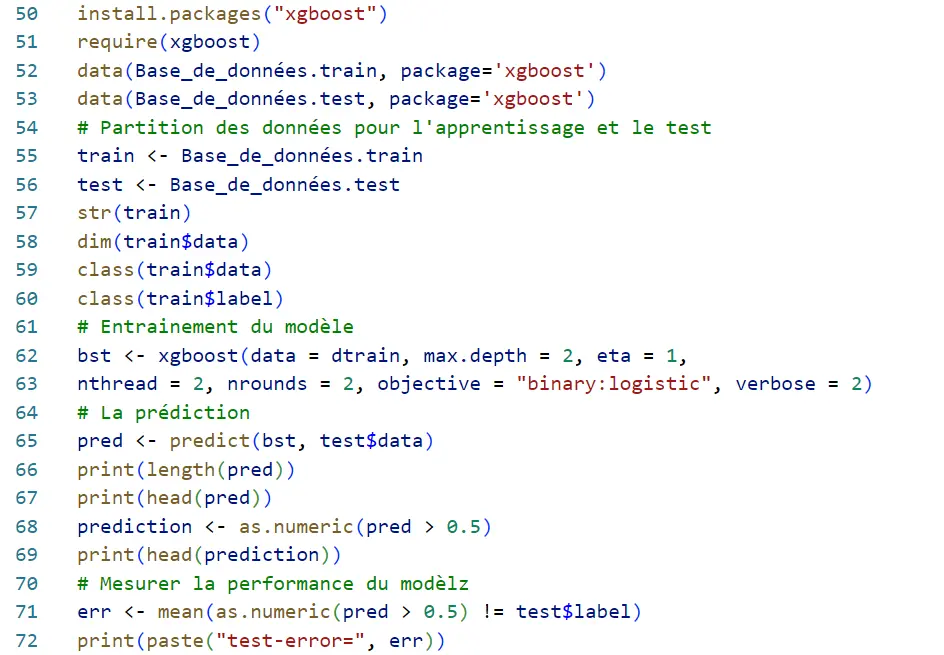 50 install.packages("xgboost")
51 require(xgboost)
52 data(Base_de_données.train, package='xgboost')
53 data(Base_de_données.test, package='xgboost')
54 # Partition des données pour l'apprentissage et le test
55 train <- Base_de_données.train
56 test <- Base_de_données.test
57 str(train)
58 dim(train$data)
59 class(train$data)
60 class(train$label)
61 # Entrainement du modèle
62 bst <- xgboost(data = dtrain, max.depth = 2, eta = 1,
63 nthread = 2, nrounds = 2, objective = "binary:logistic", verbose = 2)
64 # La prédiction
65 pred <- predict(bst, test$data)
66 print(length(pred))
67 print(head(pred))
68 prediction <- as.numeric(pred > 0.5)
69 print(head(prediction))
70 # Mesurer la performance du modèlz
71 err <- mean(as.numeric(pred > 0.5) != test$label)
72 print(paste("test-error=", err))